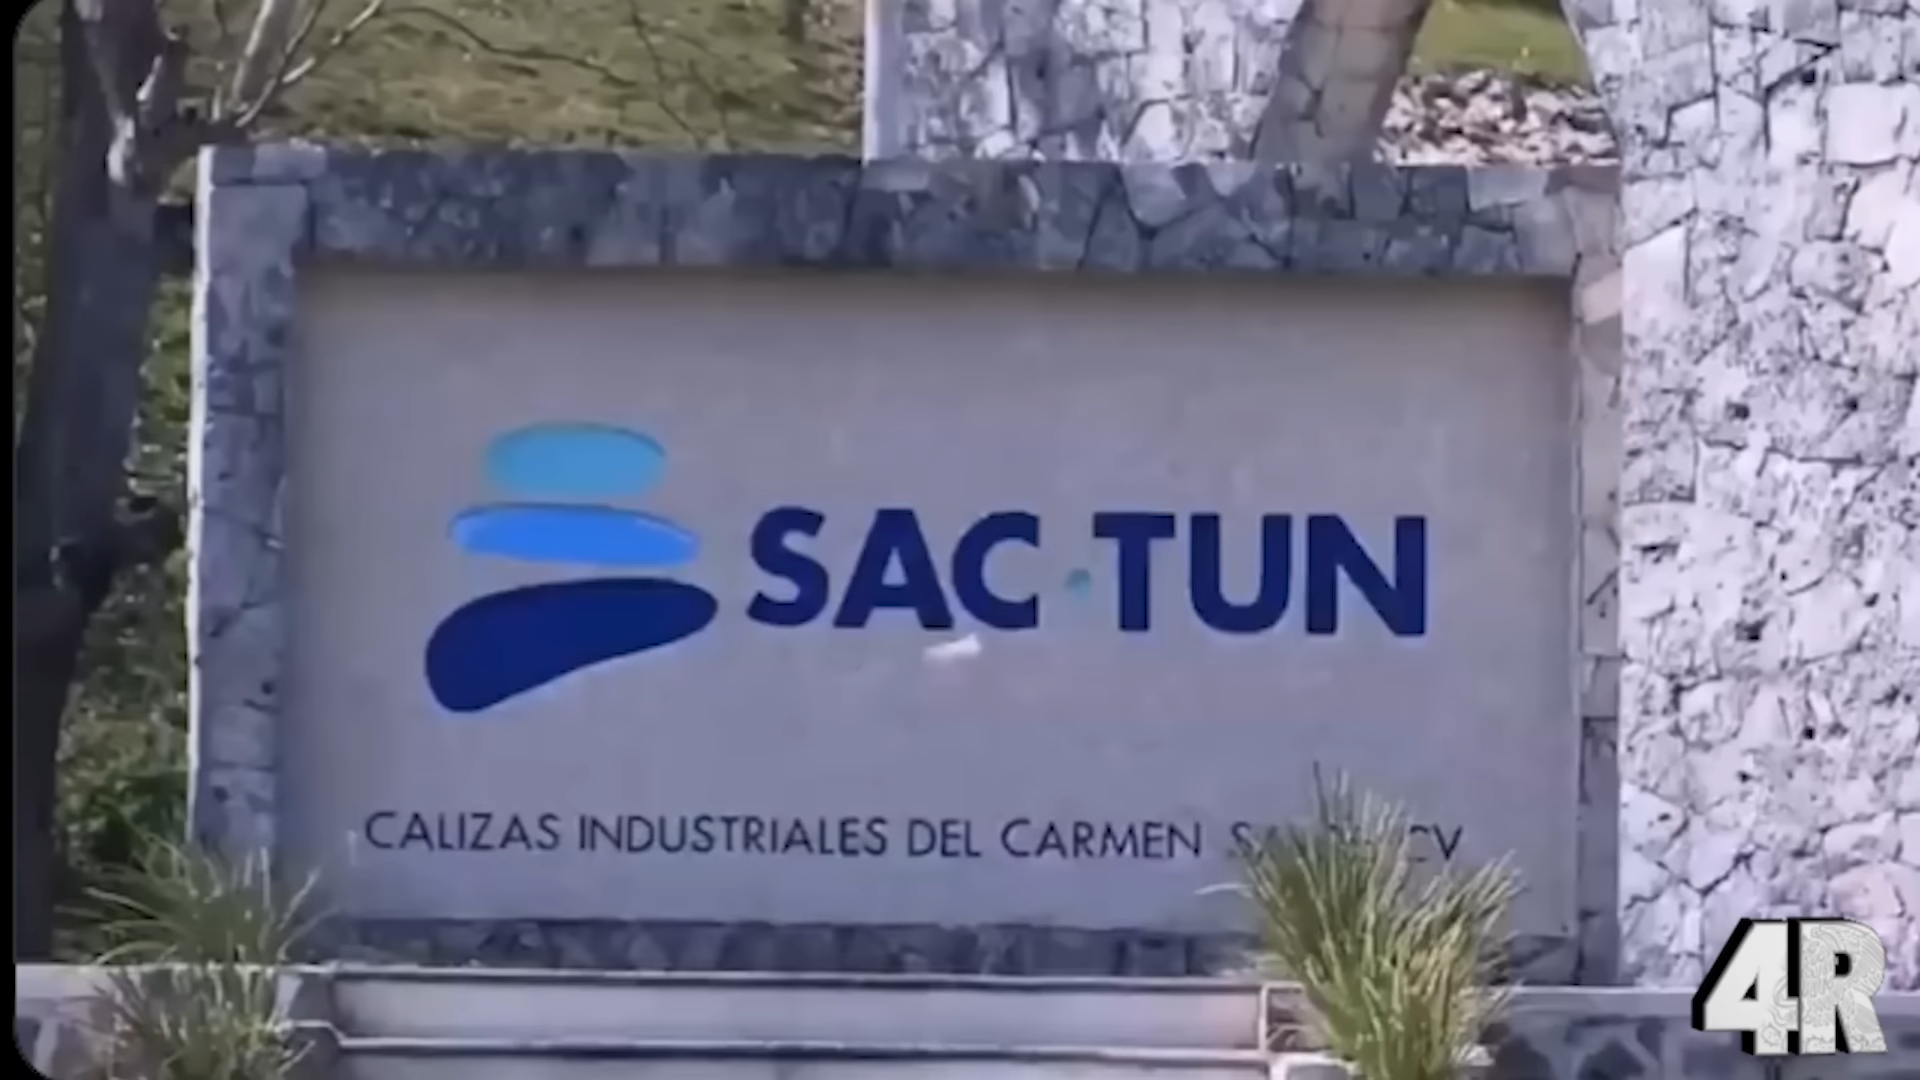 SAC·TUN
CALIZAS INDUSTRIALES DEL CARMEN
4R